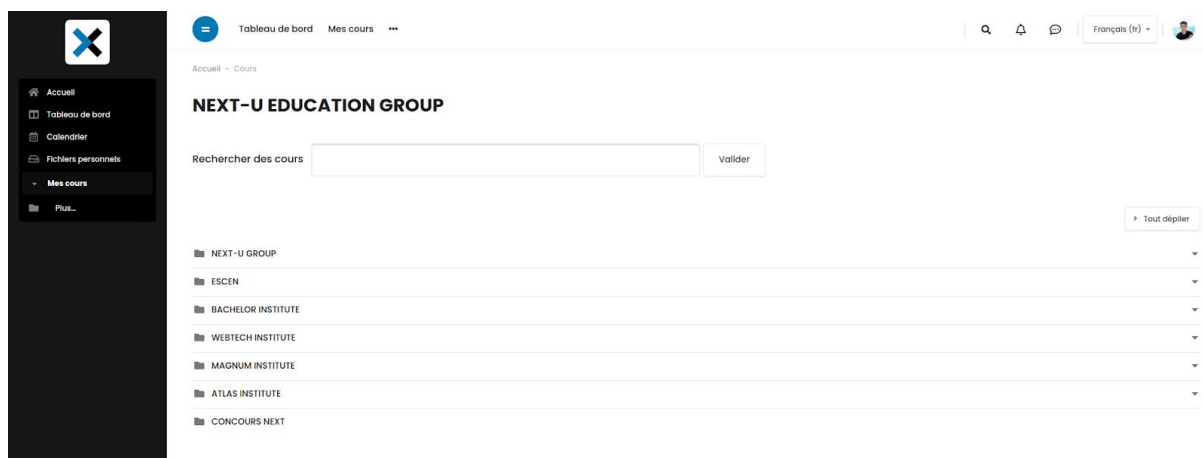 Tableau de bord Mes cours •••
Français (fr)
Accueil - Cours
Accueil
Tableau de bord
Calendrier
Fichiers personnels
Mes cours
Plus...
NEXT-U EDUCATION GROUP
Rechercher des cours Valider
Tout déplier
NEXT-U GROUP
ESCEN
BACHELOR INSTITUTE
WEBTECH INSTITUTE
MAGNUM INSTITUTE
ATLAS INSTITUTE
CONCOURS NEXT